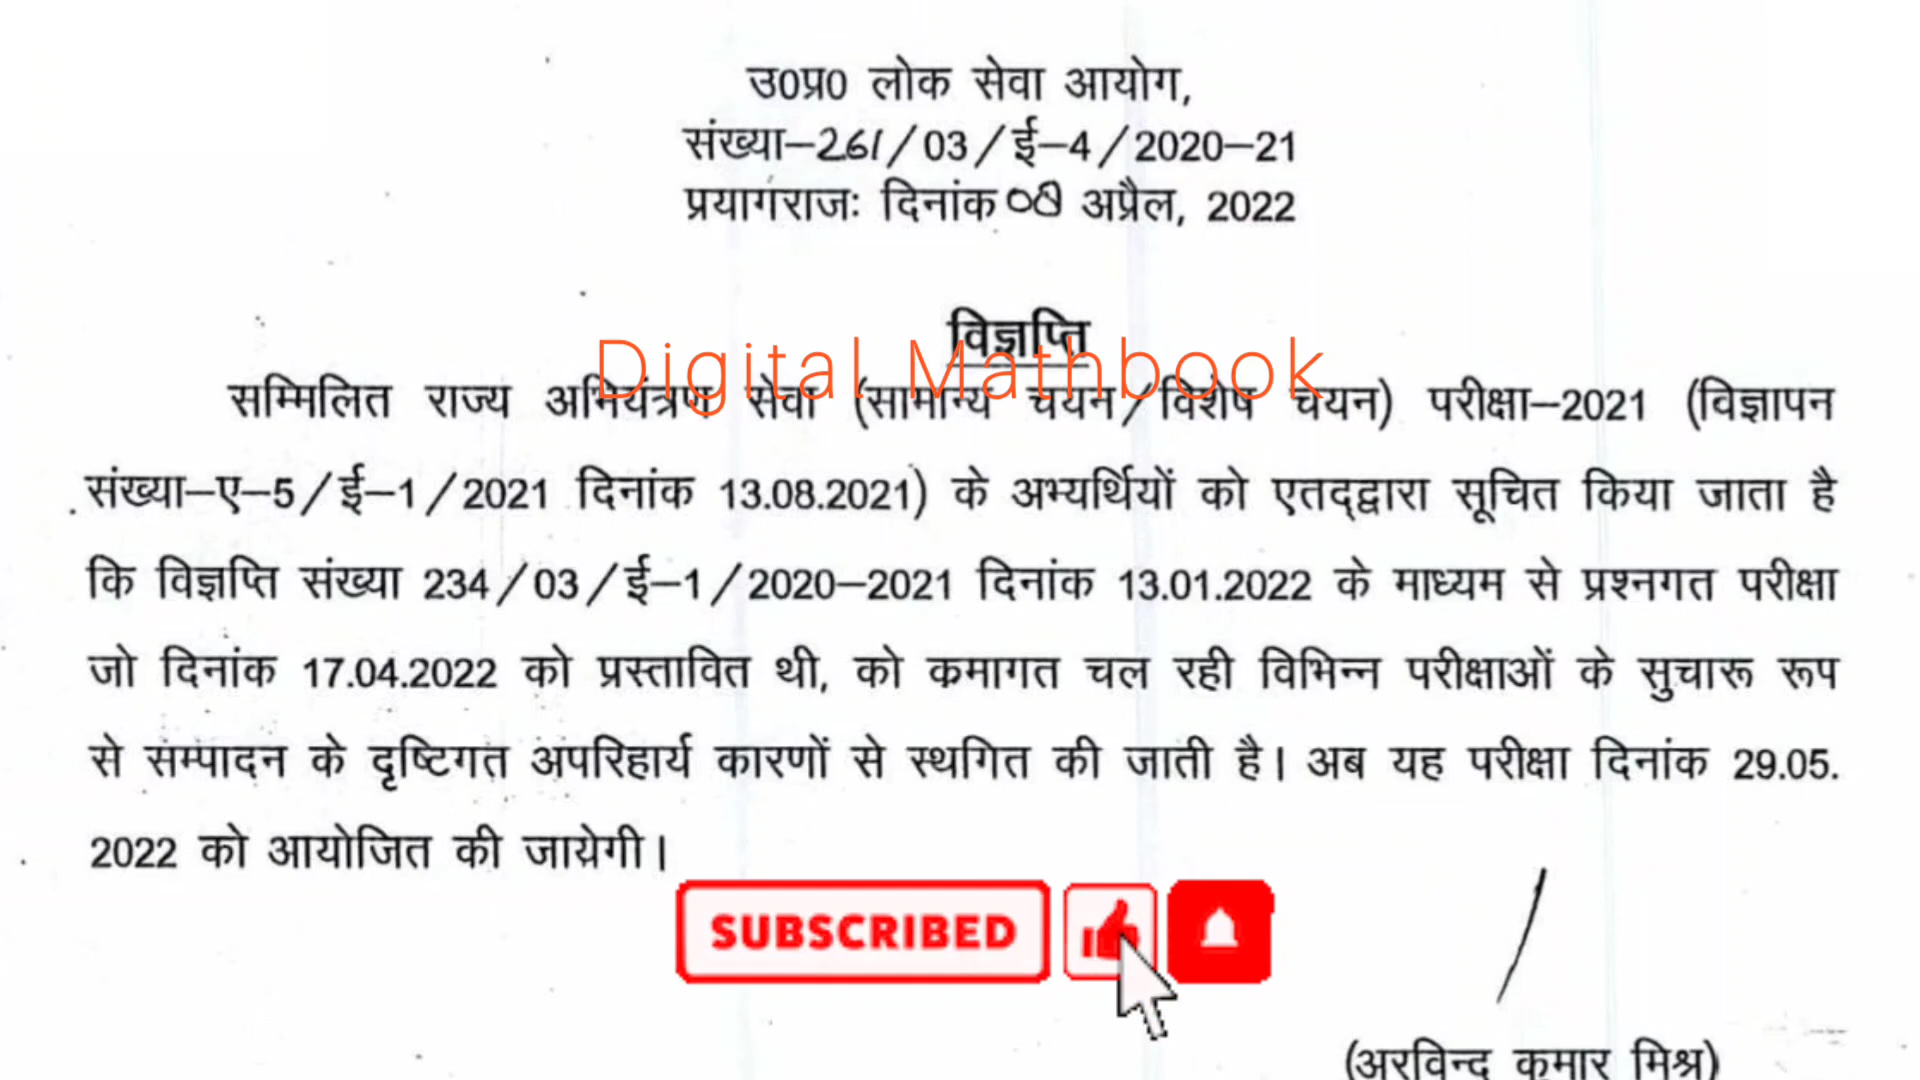 उ0प्र0 लोक सेवा आयोग,
संख्या–261/03/ई–4/2020–21
प्रयागराजः दिनांक 08 अप्रैल, 2022
विज्ञप्ति
Digital Mathbook
सम्मिलित राज्य अभियंत्रण सेवा (सामान्य चयन/विशेष चयन) परीक्षा–2021 (विज्ञापन
संख्या–ए–5/ई–1/2021 दिनांक 13.08.2021) के अभ्यर्थियों को एतद्द्वारा सूचित किया जाता है
कि विज्ञप्ति संख्या 234/03/ई–1/2020–2021 दिनांक 13.01.2022 के माध्यम से प्रश्नगत परीक्षा
जो दिनांक 17.04.2022 को प्रस्तावित थी, को कमागत चल रही विभिन्न परीक्षाओं के सुचारू रूप
से सम्पादन के दृष्टिगत अपरिहार्य कारणों से स्थगित की जाती है। अब यह परीक्षा दिनांक 29.05.
2022 को आयोजित की जायेगी।
SUBSCRIBED
(अरविन्द कुमार मिश्र)